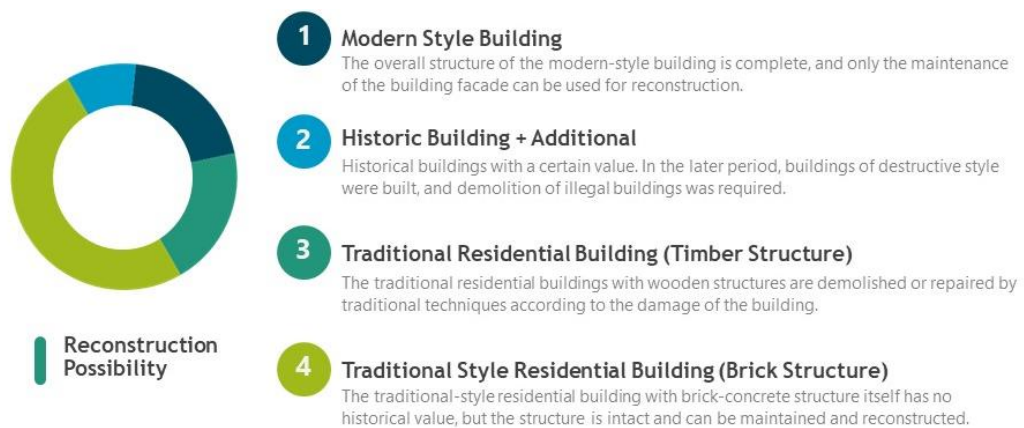 1
Modern Style Building
The overall structure of the modern-style building is complete, and only the maintenance
of the building facade can be used for reconstruction.
2
Historic Building + Additional
Historical buildings with a certain value. In the later period, buildings of destructive style
were built, and demolition of illegal buildings was required.
3
Traditional Residential Building (Timber Structure)
The traditional residential buildings with wooden structures are demolished or repaired by
traditional techniques according to the damage of the building.
Reconstruction
Possibility
4
Traditional Style Residential Building (Brick Structure)
The traditional-style residential building with brick-concrete structure itself has no
historical value, but the structure is intact and can be maintained and reconstructed.